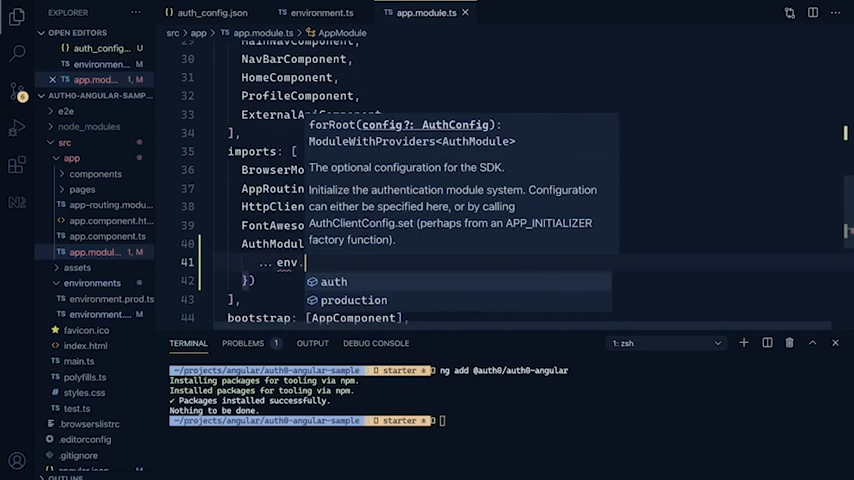 EXPLORER
auth_config.json
environment.ts
app.module.ts
src > app > app.module.ts > AppModule
OPEN EDITORS
auth_config... U
environment...
app.mod... 1, M
AUTH0-ANGULAR-SAM...
e2e
node_modules
src
app
components
pages
app-routing.modu...
app.component.ht...
app.component.ts
app.modul... 1, M
assets
environments
environments.prod.ts
environment....
favicon.ico
index.html
main.ts
polyfills.ts
styles.css
test.ts
.browserslistrc
.editorconfig
.gitignore
angular.json
OUTLINE
6
29 MainNavComponent,
30 NavBarComponent,
31 HomeComponent,
32 ProfileComponent,
33 ExternalApiComponent
34 ],
35 imports: [
36 BrowserMo
37 AppRoutin
38 HttpClien
39 FontAweso
40 AuthModul
41 ...env.
42 })
43 ],
44 bootstrap: [AppComponent],
forRoot(config?: AuthConfig):
ModuleWithProviders<AuthModule>
The optional configuration for the SDK.
Initialize the authentication module system. Configuration
can either be specified here, or by calling
AuthClientConfig.set (perhaps from an APP_INITIALIZER
factory function).
auth
production
TERMINAL PROBLEMS 1 OUTPUT DEBUG CONSOLE 1: zsh
~/projects/angular/auth0-angular-sample starter * ng add @auth0/auth0-angular
Installing packages for tooling via npm.
Installed packages for tooling via npm.
✔ Packages installed successfully.
Nothing to be done.
~/projects/angular/auth0-angular-sample starter *